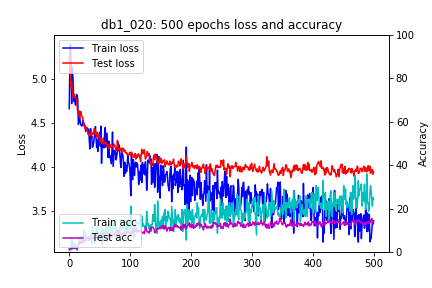 db1_020: 500 epochs loss and accuracy
Train loss
Test loss
Train acc
Test acc
Loss
5.0
4.5
4.0
3.5
Accuracy
100
80
60
40
20
0
0
100
200
300
400
500